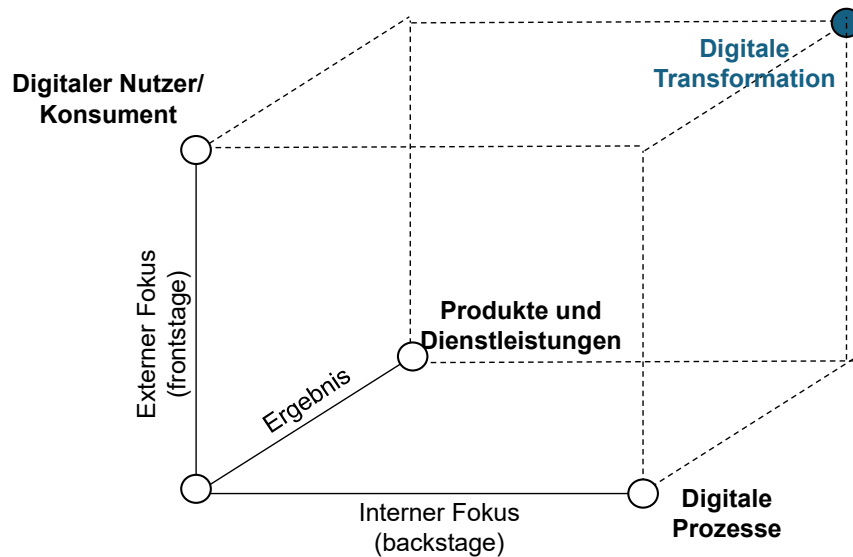 Digitale
Transformation
Digitaler Nutzer/
Konsument
Externer Fokus
(frontstage)
Produkte und
Dienstleistungen
Ergebnis
Interner Fokus
(backstage)
Digitale
Prozesse